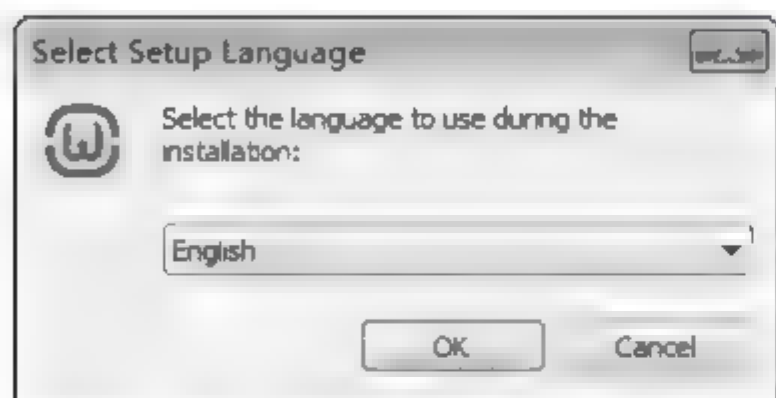 Select Setup Language
Select the language to use during the
installation:
English
OK
Cancel